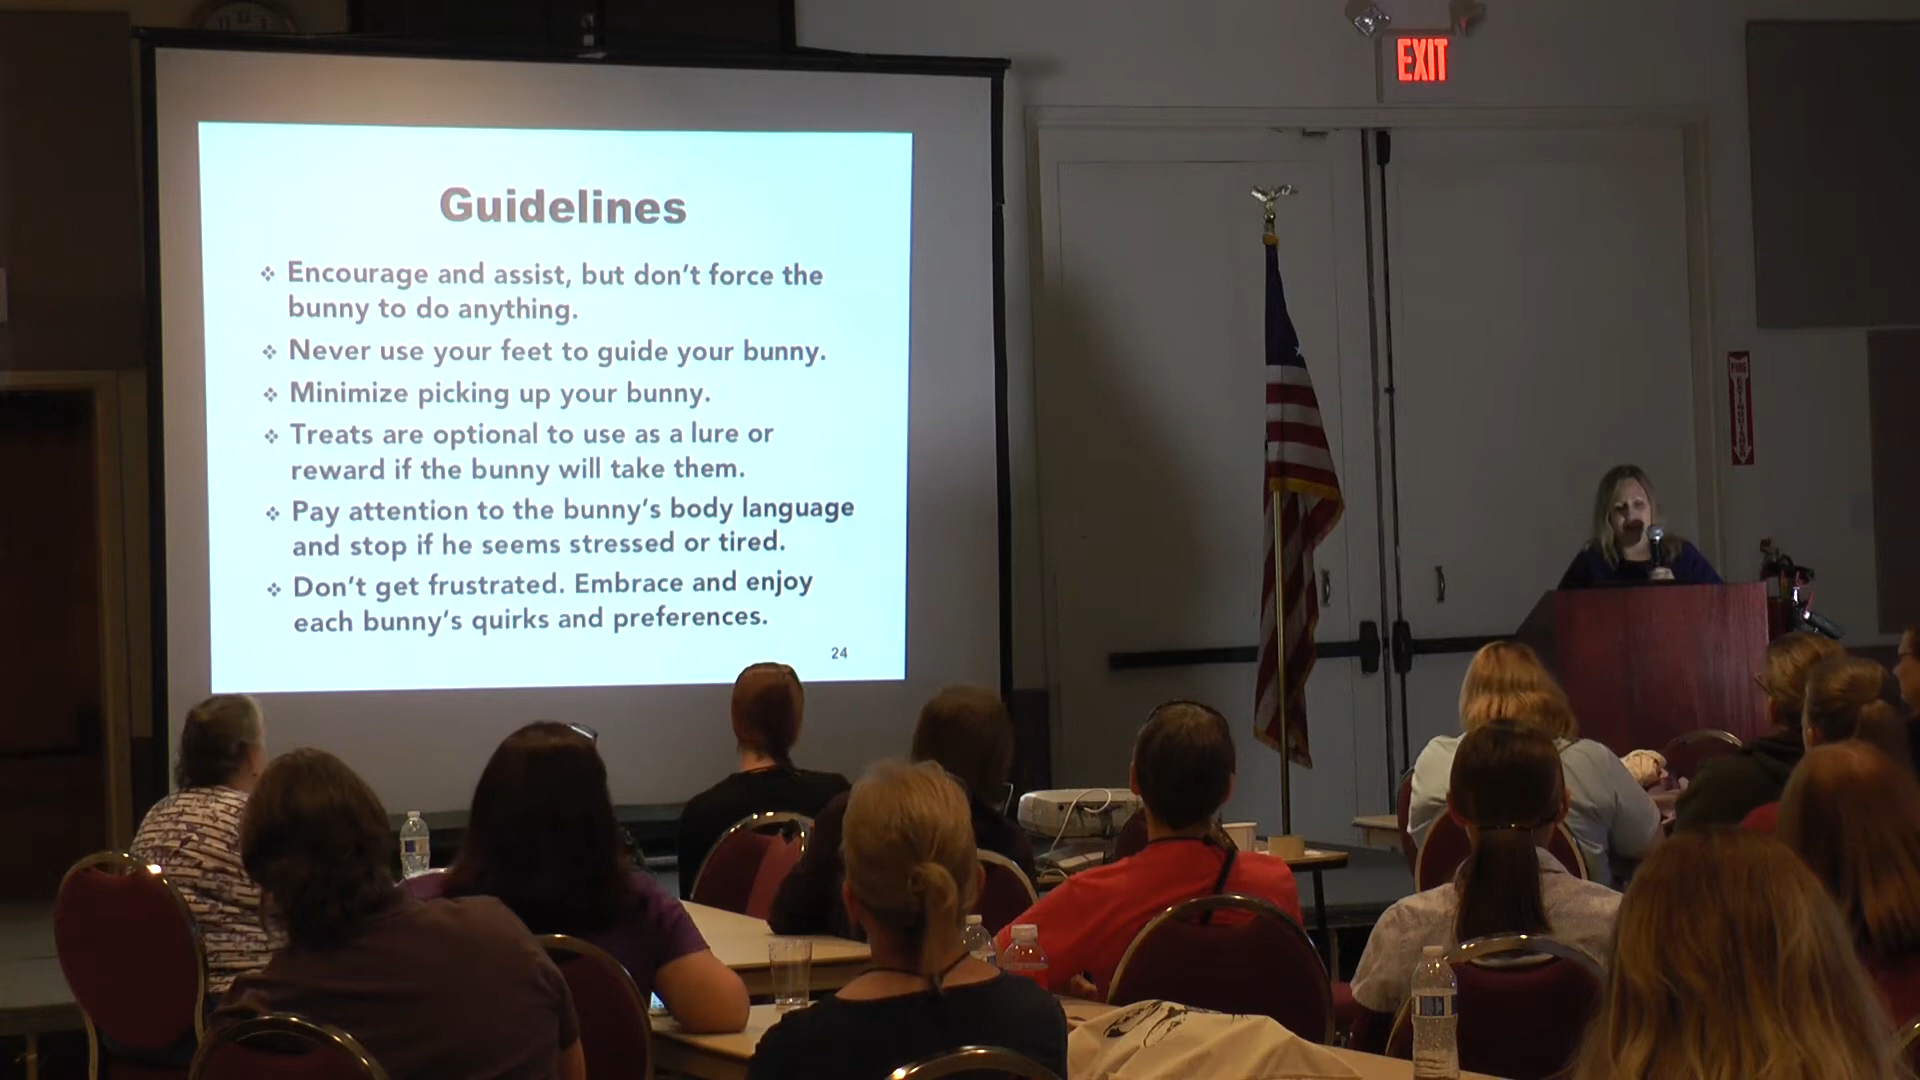 EXIT
Guidelines
❖ Encourage and assist, but don't force the
bunny to do anything.
❖ Never use your feet to guide your bunny.
❖ Minimize picking up your bunny.
❖ Treats are optional to use as a lure or
reward if the bunny will take them.
❖ Pay attention to the bunny's body language
and stop if he seems stressed or tired.
❖ Don't get frustrated. Embrace and enjoy
each bunny's quirks and preferences.
24
FIRE
EXTINGUISHER